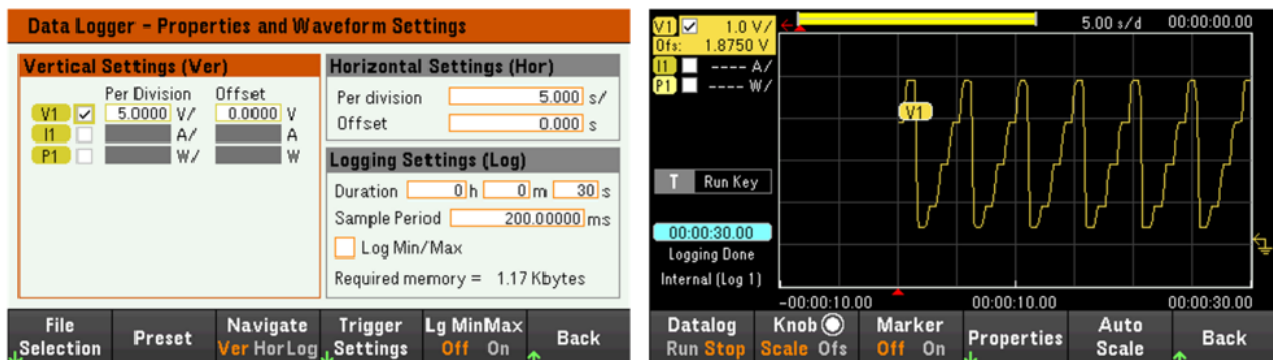 Data Logger - Properties and Waveform Settings
Vertical Settings (Ver)
Per Division Offset
V1 5.0000 V/ 0.0000 V
I1 A/ A
P1 W/ W
Horizontal Settings (Hor)
Per division 5.000 s/
Offset 0.000 s
Logging Settings (Log)
Duration 0 h 0 m 30 s
Sample Period 200.00000 ms
Log Min/Max
Required memory = 1.17 Kbytes
File Selection
Preset
Navigate
Ver Hor Log
Trigger Settings
Lg MinMax
Off On
Back
V1 1.0 V/
Ofs: 1.8750 V
I1 ---- A/
P1 ---- W/
5.00 s/d 00:00:00.00
V1
T Run Key
00:00:30.00
Logging Done
Internal (Log 1)
-00:00:10.00 00:00:10.00 00:00:30.00
Datalog
Run Stop
Knob
Scale Ofs
Marker
Off On
Properties
Auto Scale
Back